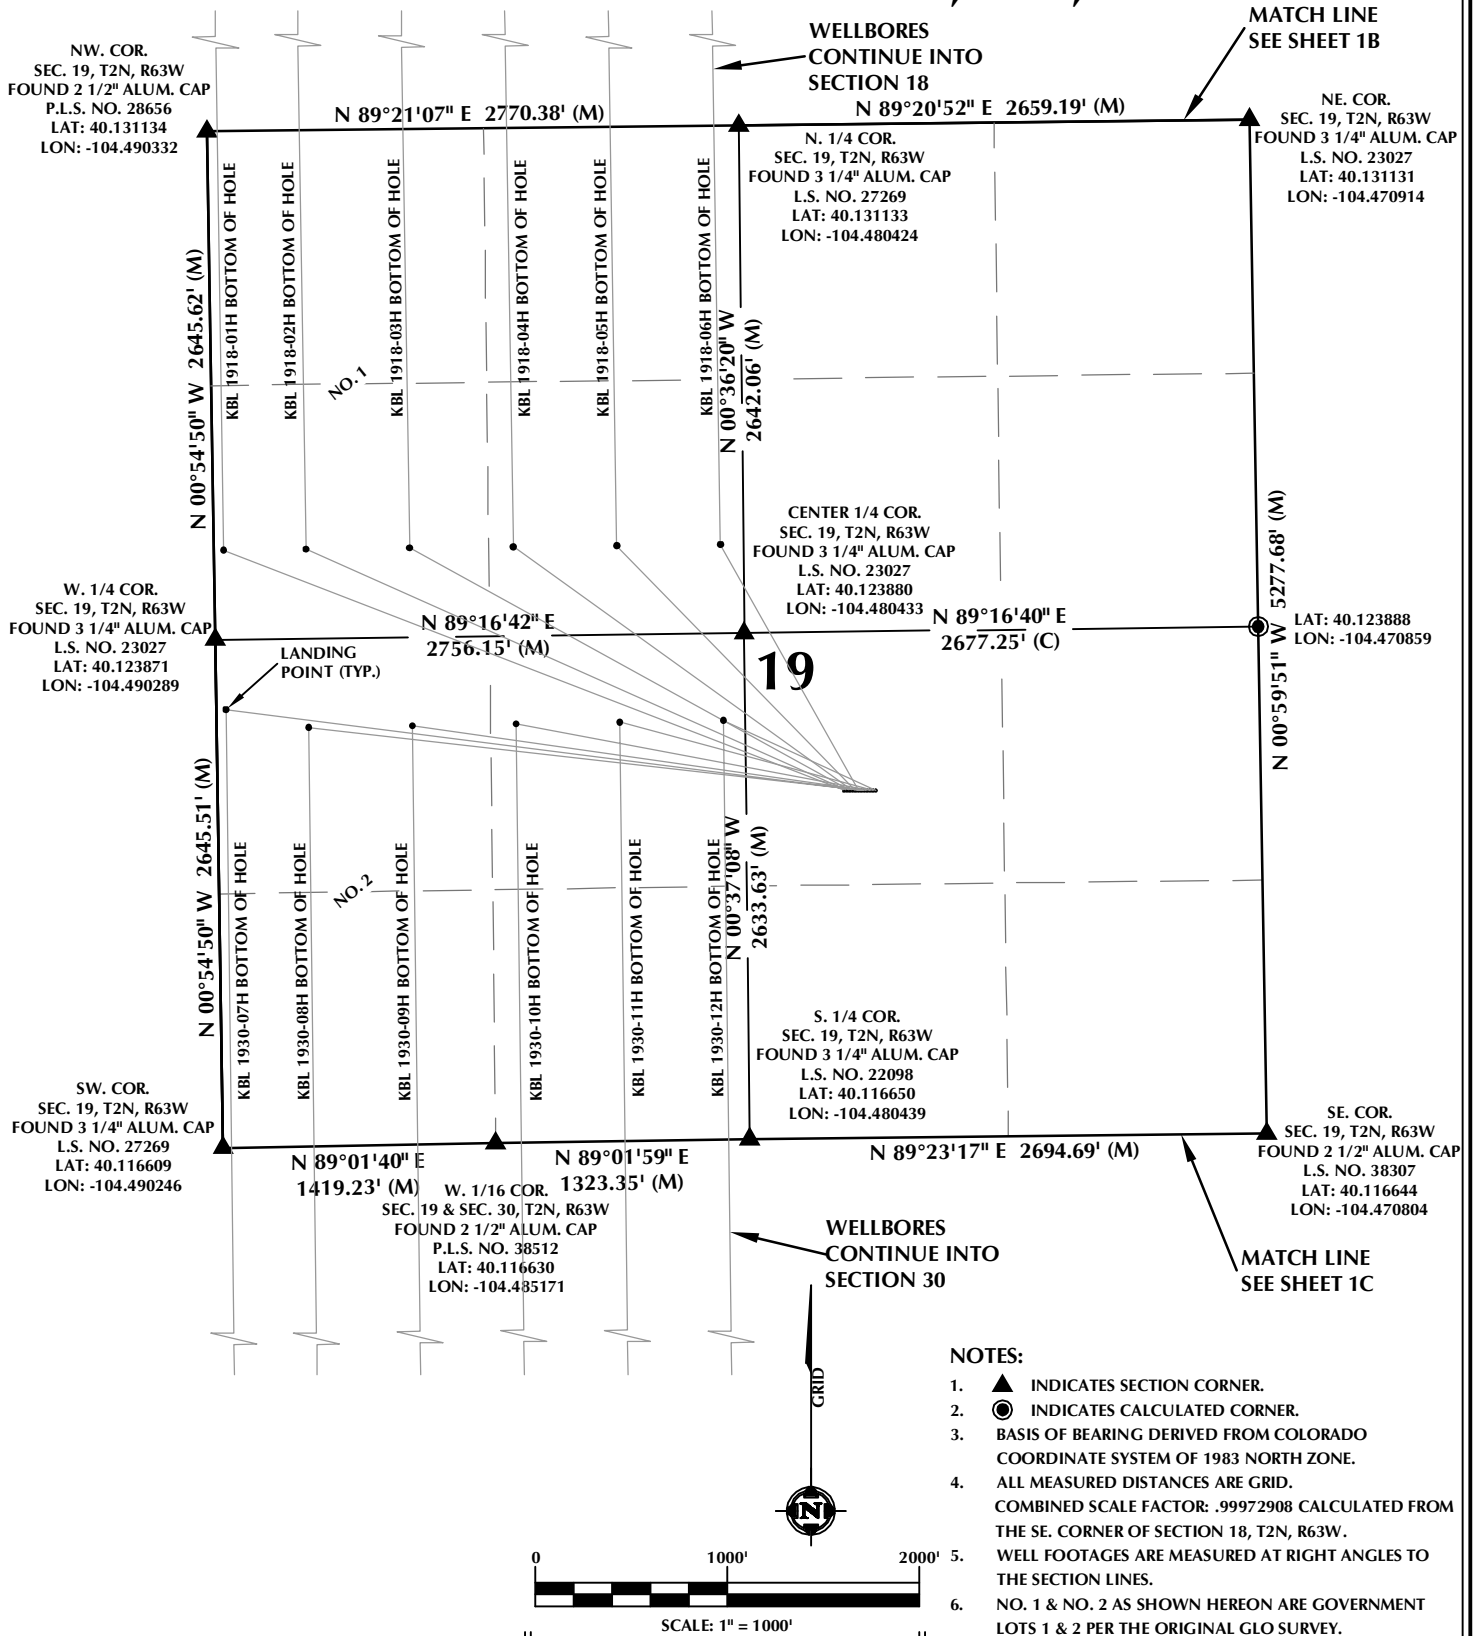 WELLBORES
CONTINUE INTO
SECTION 18
MATCH LINE
SEE SHEET 1B
NW. COR.
SEC. 19, T2N, R63W
FOUND 2 1/2" ALUM. CAP
P.L.S. NO. 28656
LAT: 40.131134
LON: -104.490332
N 89°21'07" E 2770.38' (M)
N 89°20'52" E 2659.19' (M)
NE. COR.
SEC. 19, T2N, R63W
FOUND 3 1/4" ALUM. CAP
L.S. NO. 23027
LAT: 40.131131
LON: -104.470914
N. 1/4 COR.
SEC. 19, T2N, R63W
FOUND 3 1/4" ALUM. CAP
L.S. NO. 27269
LAT: 40.131133
LON: -104.480424
N 00°54'50" W 2645.62' (M)
KBL 1918-01H BOTTOM OF HOLE
KBL 1918-02H BOTTOM OF HOLE
NO. 1
KBL 1918-03H BOTTOM OF HOLE
KBL 1918-04H BOTTOM OF HOLE
KBL 1918-05H BOTTOM OF HOLE
KBL 1918-06H BOTTOM OF HOLE
N 00°36'20" W
2642.06' (M)
CENTER 1/4 COR.
SEC. 19, T2N, R63W
FOUND 3 1/4" ALUM. CAP
L.S. NO. 23027
LAT: 40.123880
LON: -104.480433
N 00°59'51" W 5277.68' (M)
W. 1/4 COR.
SEC. 19, T2N, R63W
FOUND 3 1/4" ALUM. CAP
L.S. NO. 23027
LAT: 40.123871
LON: -104.490289
N 89°16'42" E
2756.15' (M)
N 89°16'40" E
2677.25' (C)
LAT: 40.123888
LON: -104.470859
LANDING
POINT (TYP.)
19
N 00°54'50" W 2645.51' (M)
KBL 1930-07H BOTTOM OF HOLE
KBL 1930-08H BOTTOM OF HOLE
NO. 2
KBL 1930-09H BOTTOM OF HOLE
KBL 1930-10H BOTTOM OF HOLE
KBL 1930-11H BOTTOM OF HOLE
KBL 1930-12H BOTTOM OF HOLE
N 00°37'08" W
2633.63' (M)
S. 1/4 COR.
SEC. 19, T2N, R63W
FOUND 3 1/4" ALUM. CAP
L.S. NO. 22098
LAT: 40.116650
LON: -104.480439
SW. COR.
SEC. 19, T2N, R63W
FOUND 3 1/4" ALUM. CAP
L.S. NO. 27269
LAT: 40.116609
LON: -104.490246
SE. COR.
SEC. 19, T2N, R63W
FOUND 2 1/2" ALUM. CAP
L.S. NO. 38307
LAT: 40.116644
LON: -104.470804
N 89°01'40" E
1419.23' (M)
N 89°01'59" E
1323.35' (M)
N 89°23'17" E 2694.69' (M)
W. 1/16 COR.
SEC. 19 & SEC. 30, T2N, R63W
FOUND 2 1/2" ALUM. CAP
P.L.S. NO. 38512
LAT: 40.116630
LON: -104.485171
WELLBORES
CONTINUE INTO
SECTION 30
MATCH LINE
SEE SHEET 1C
GRID
N
0 1000' 2000'
SCALE: 1" = 1000'
NOTES:
1. INDICATES SECTION CORNER.
2. INDICATES CALCULATED CORNER.
3. BASIS OF BEARING DERIVED FROM COLORADO
COORDINATE SYSTEM OF 1983 NORTH ZONE.
4. ALL MEASURED DISTANCES ARE GRID.
COMBINED SCALE FACTOR: .99972908 CALCULATED FROM
THE SE. CORNER OF SECTION 18, T2N, R63W.
5. WELL FOOTAGES ARE MEASURED AT RIGHT ANGLES TO
THE SECTION LINES.
6. NO. 1 & NO. 2 AS SHOWN HEREON ARE GOVERNMENT
LOTS 1 & 2 PER THE ORIGINAL GLO SURVEY.